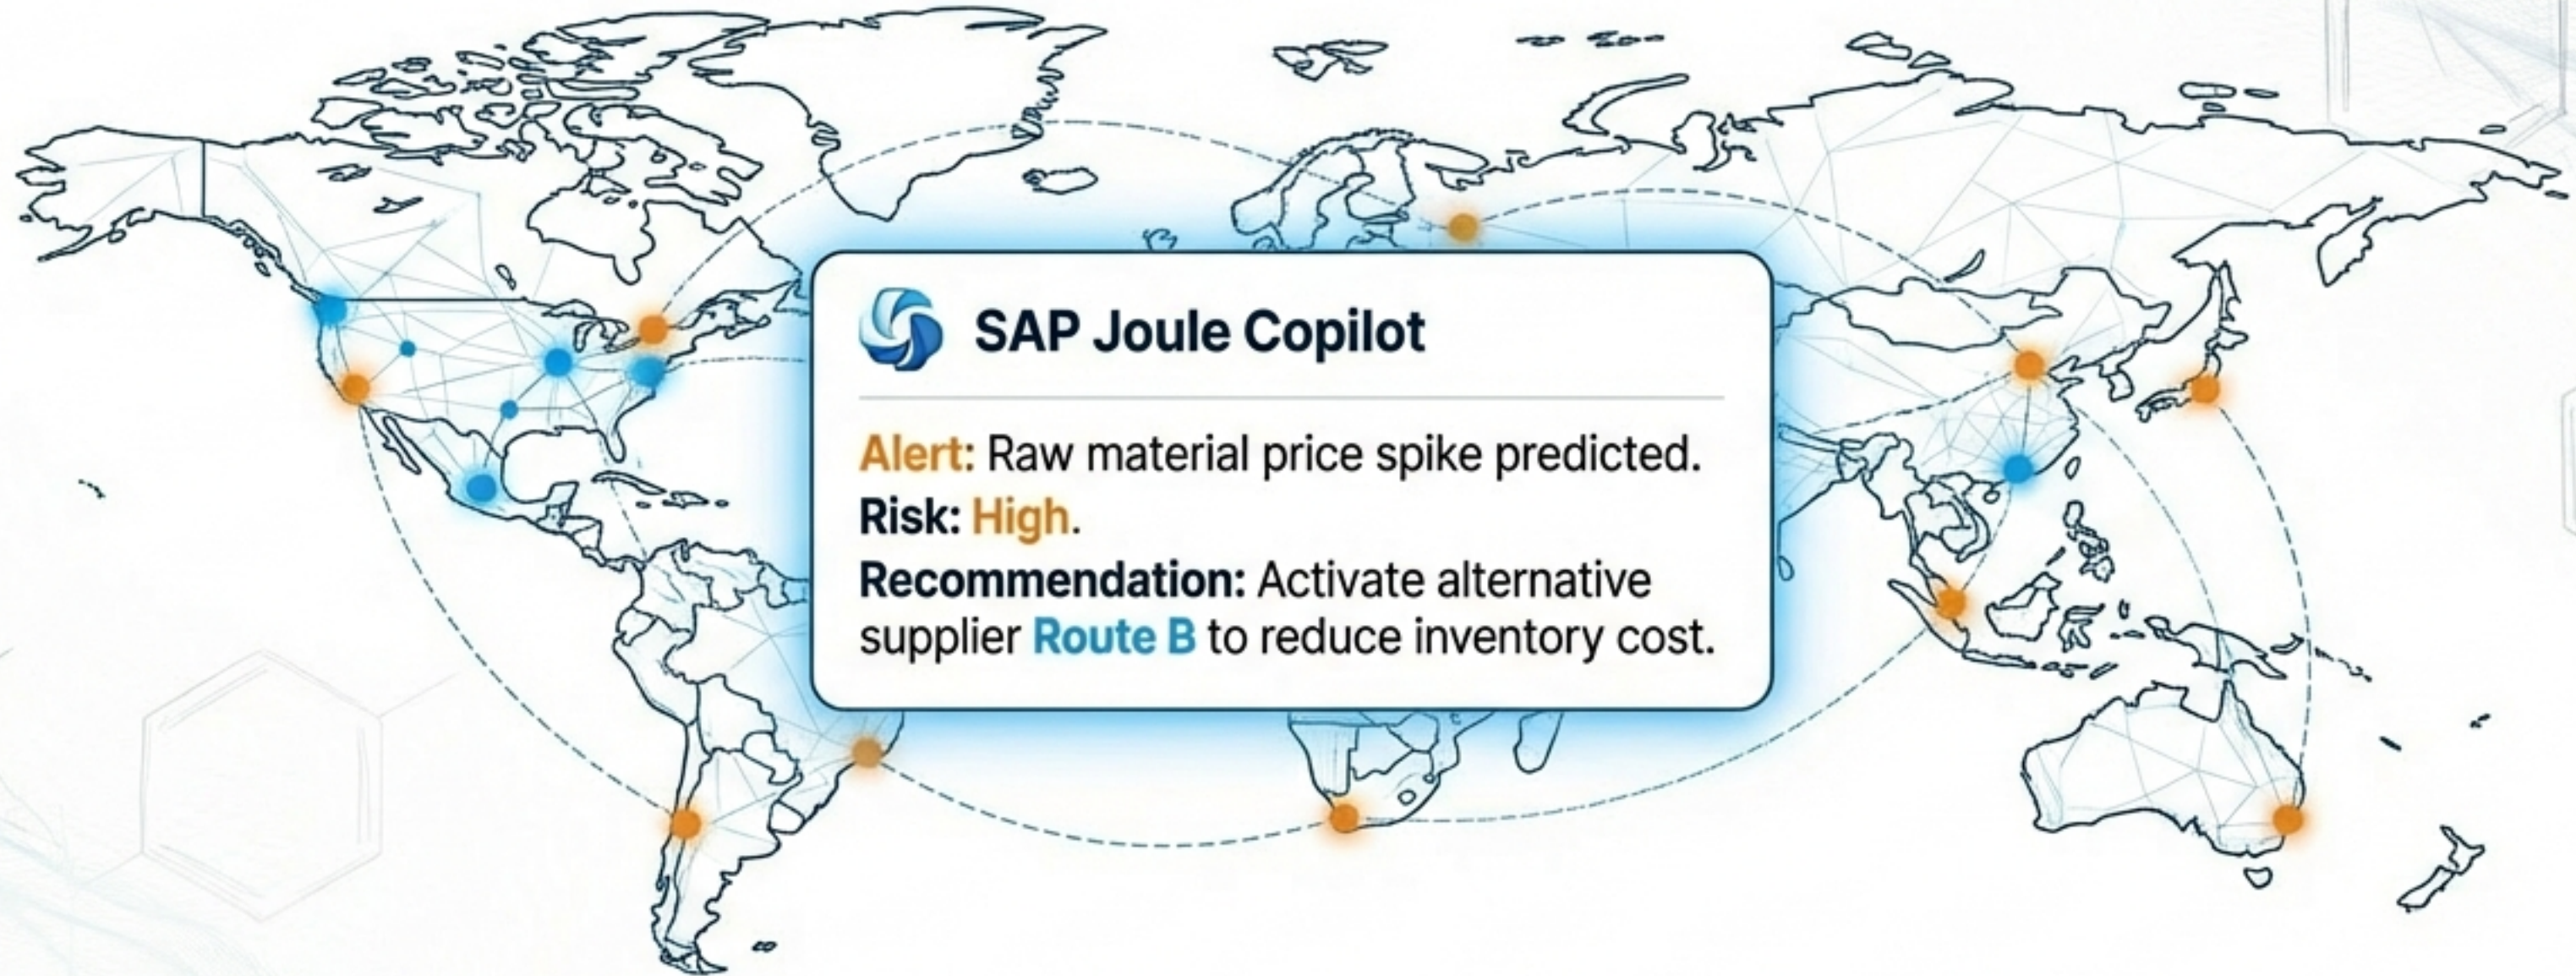 SAP Joule Copilot
Alert: Raw material price spike predicted.
Risk: High.
Recommendation: Activate alternative
supplier Route B to reduce inventory cost.